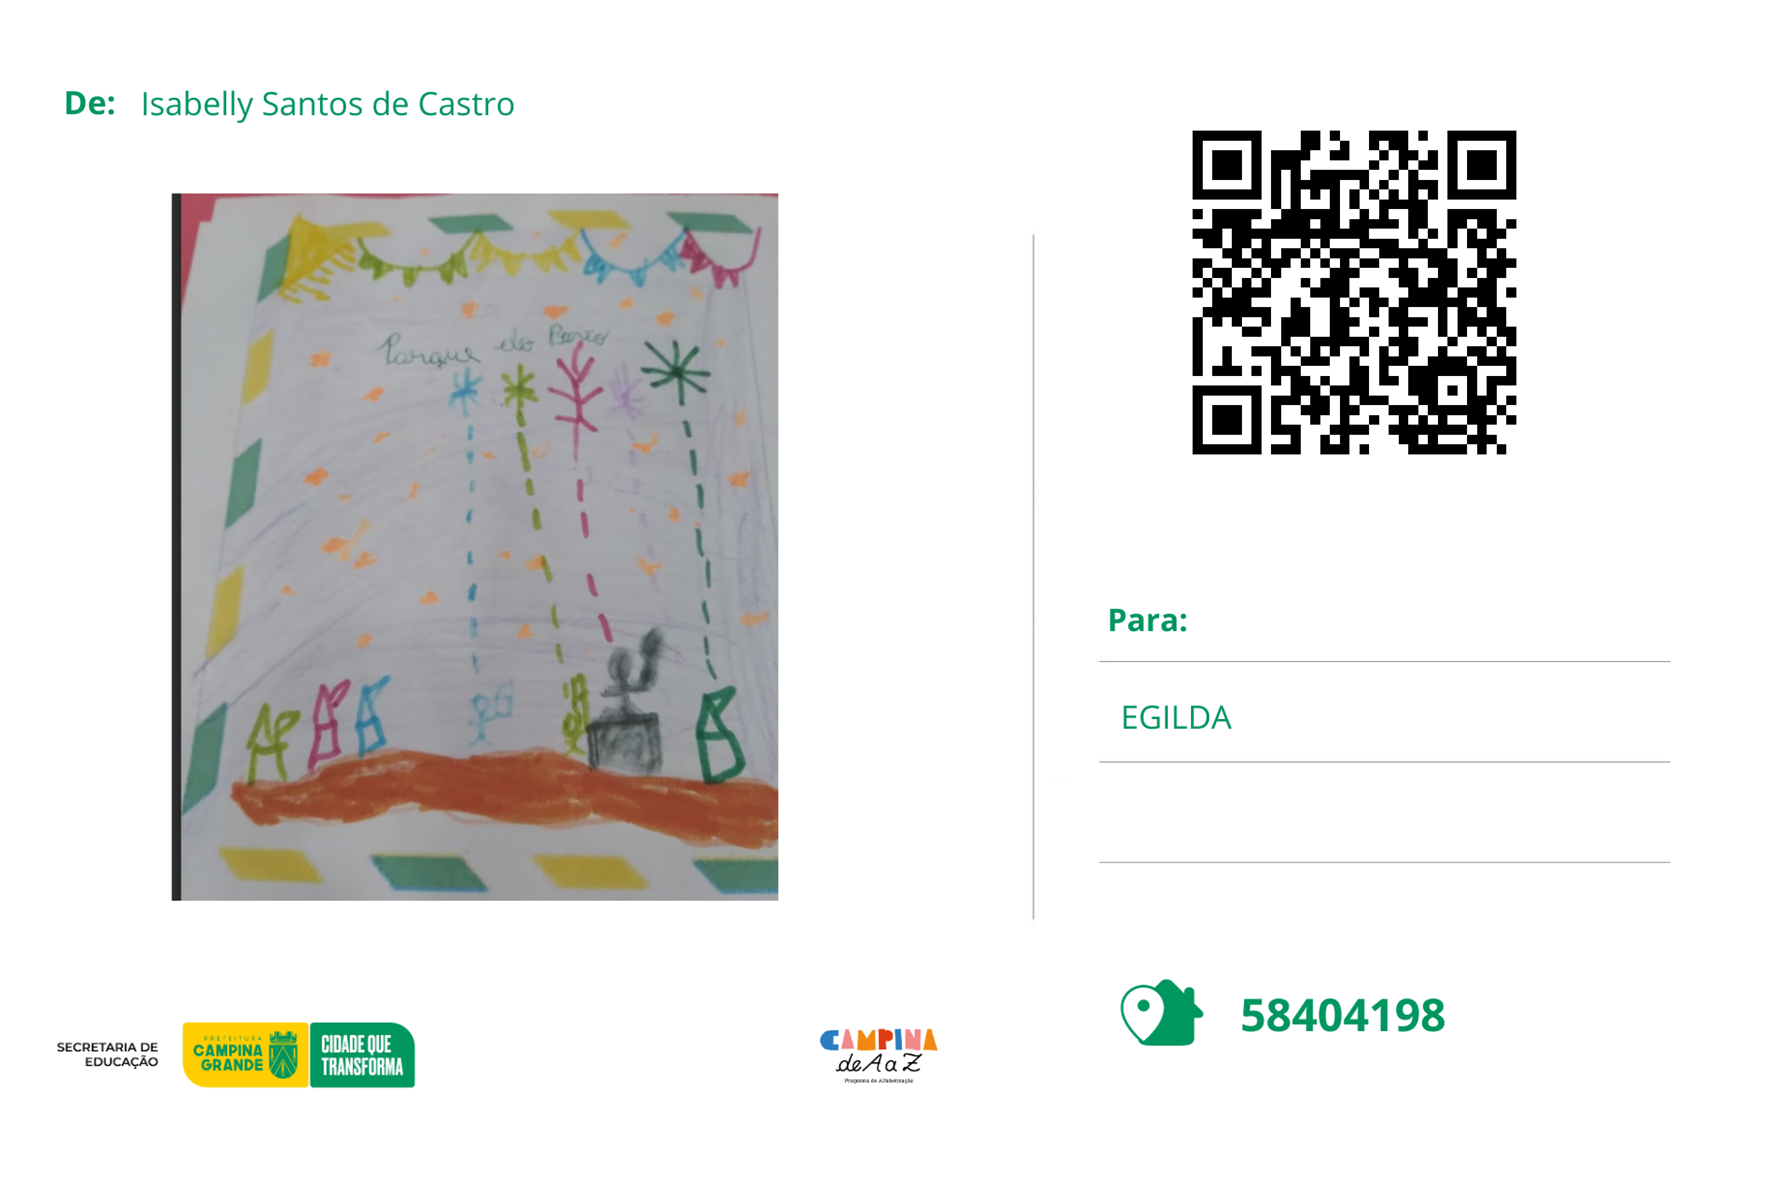 De: Isabelly Santos de Castro
Parque do Povo
Para:
EGILDA
58404198
SECRETARIA DE
EDUCAÇÃO
PREFEITURA
CAMPINA
GRANDE
CIDADE QUE
TRANSFORMA
CAMPINA
de A a Z
Programa de Alfabetização